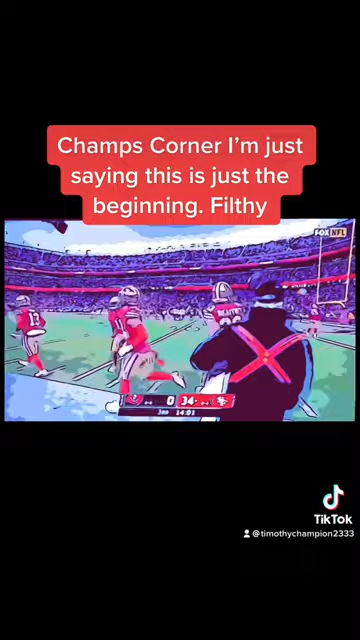 Champs Corner I'm just
saying this is just the
beginning. Filthy
FOX NFL
13
0 34
3RD 14:01
TikTok
@timothychampion2333